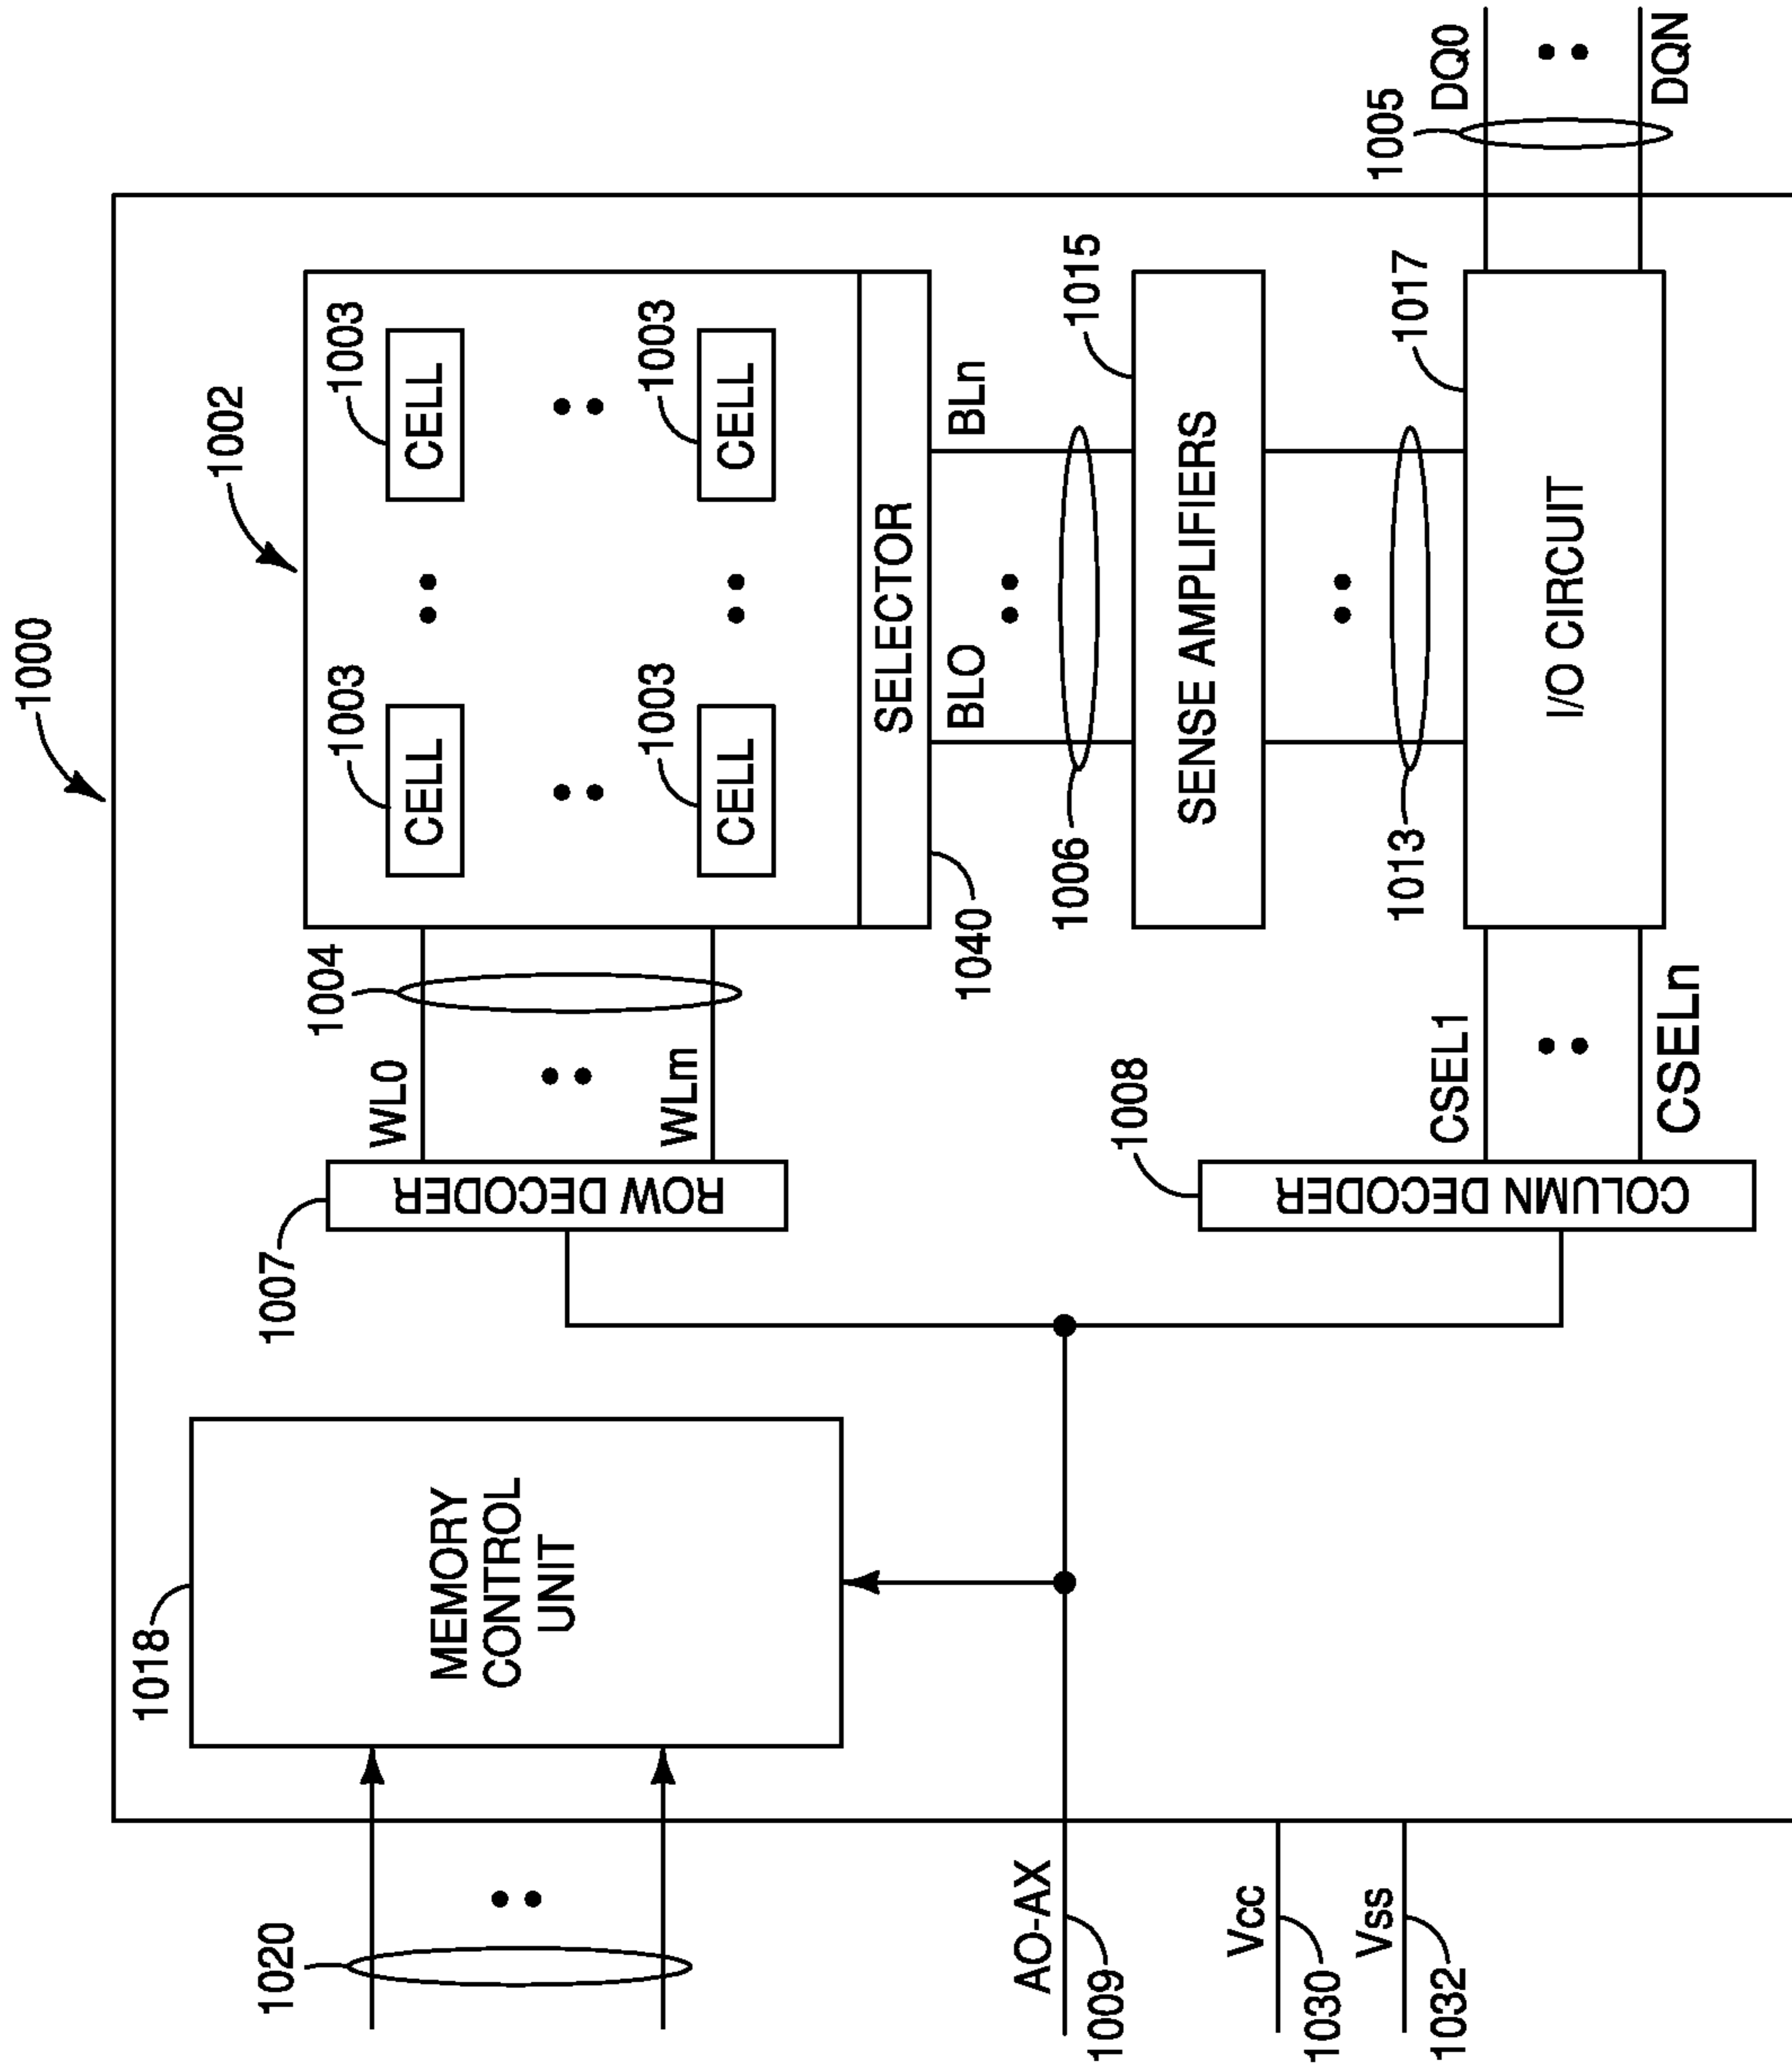 1000
1002
1003
1003
CELL
CELL
1003
1003
CELL
CELL
SELECTOR
1040
1004
WL0
WLm
1007
ROW DECODER
1018
MEMORY
CONTROL
UNIT
1020
BLO
BLn
1006
1015
SENSE AMPLIFIERS
1013
1017
I/O CIRCUIT
1008
COLUMN DECODER
CSEL1
CSELn
1005
DQ0
DQN
AO-AX
1009
Vcc
1030
Vss
1032